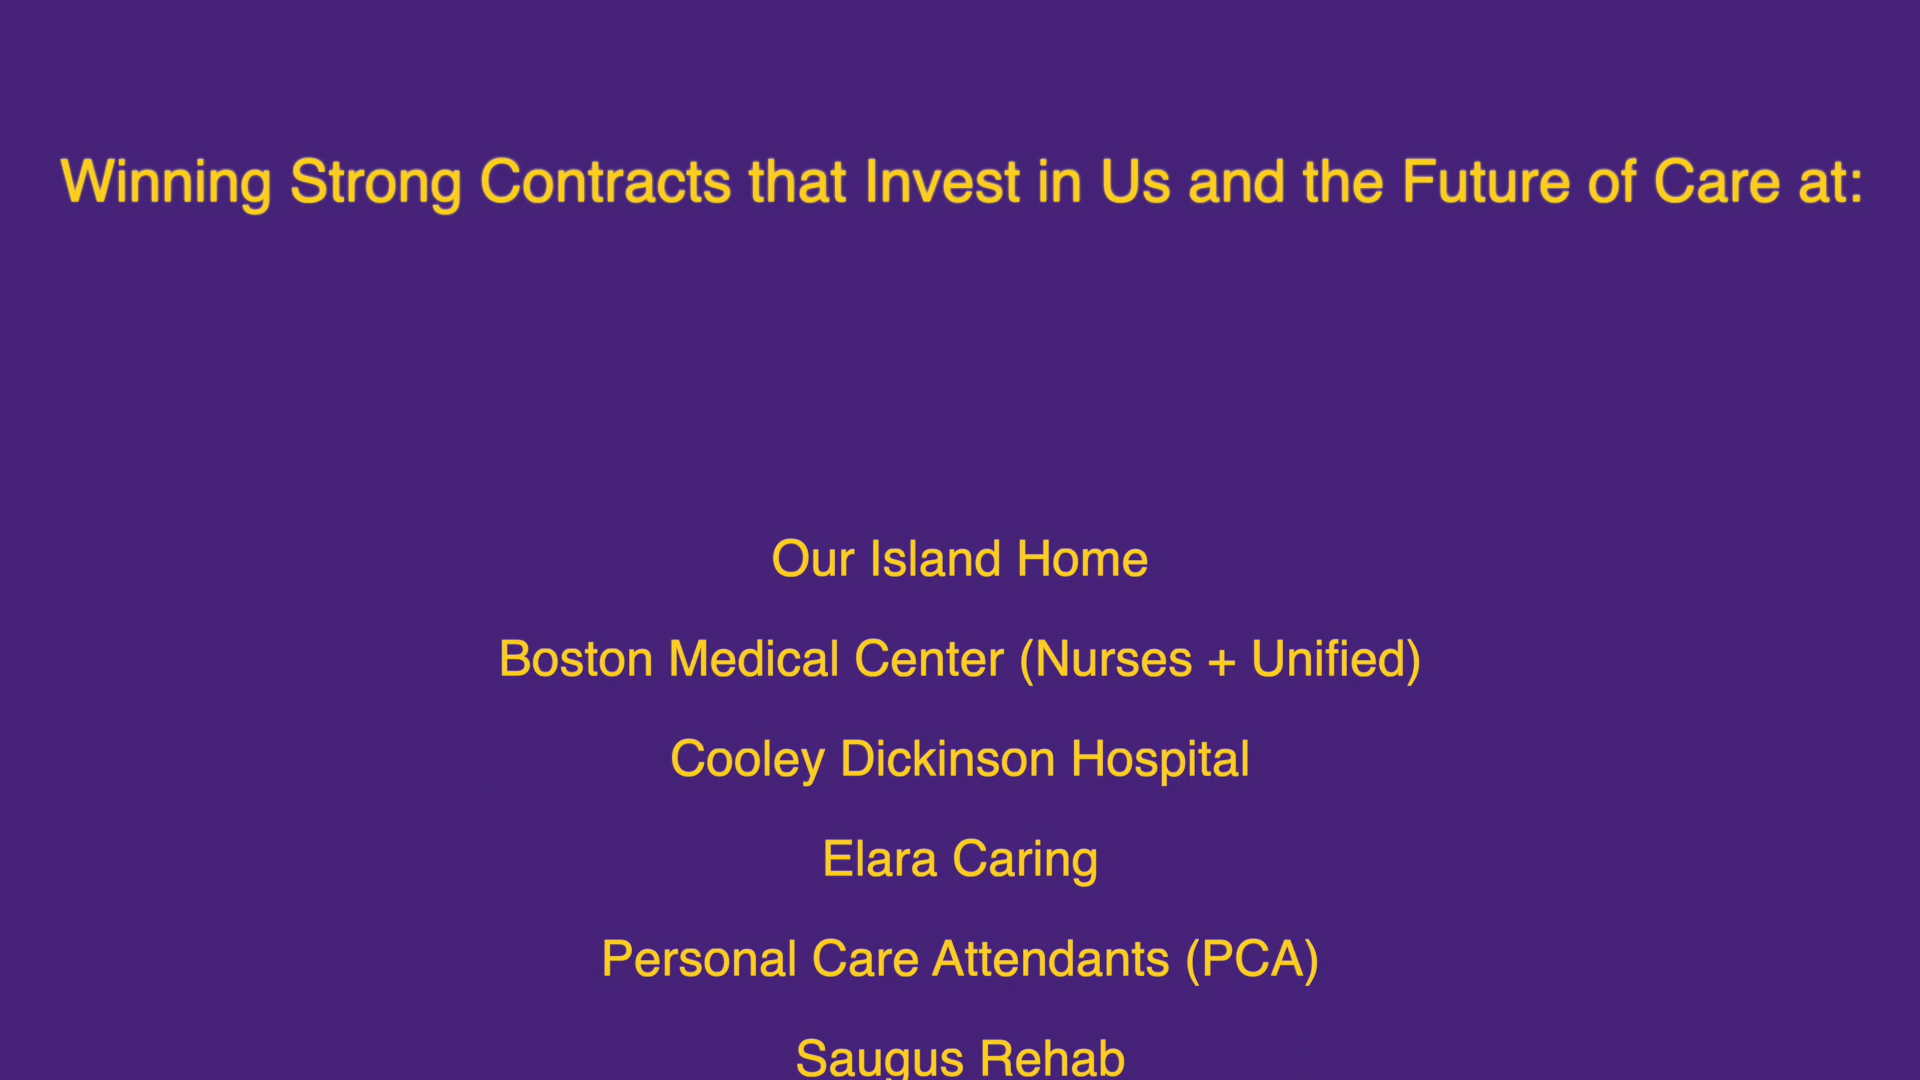 Winning Strong Contracts that Invest in Us and the Future of Care at:
Our Island Home
Boston Medical Center (Nurses + Unified)
Cooley Dickinson Hospital
Elara Caring
Personal Care Attendants (PCA)
Saugus Rehab